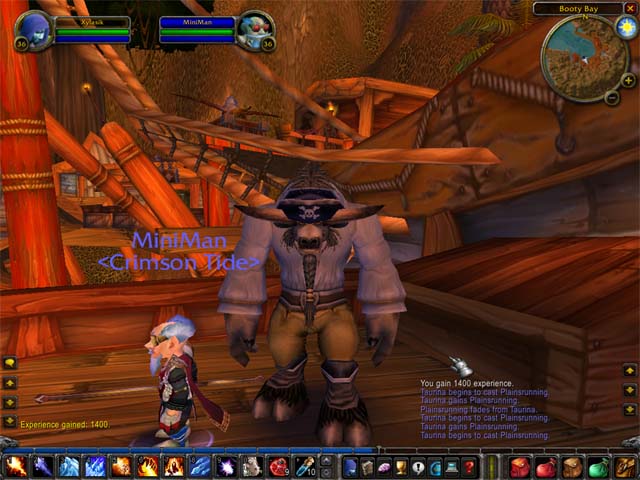 Xylasik
MiniMan
Booty Bay
N
36
36
MiniMan
<Crimson Tide>
You gain 1400 experience.
Taurina begins to cast Plainsrunning.
Taurina gains Plainsrunning.
Plainsrunning fades from Taurina.
Taurina begins to cast Plainsrunning.
Taurina gains Plainsrunning.
Taurina begins to cast Plainsrunning.
Experience gained: 1400.
9
10